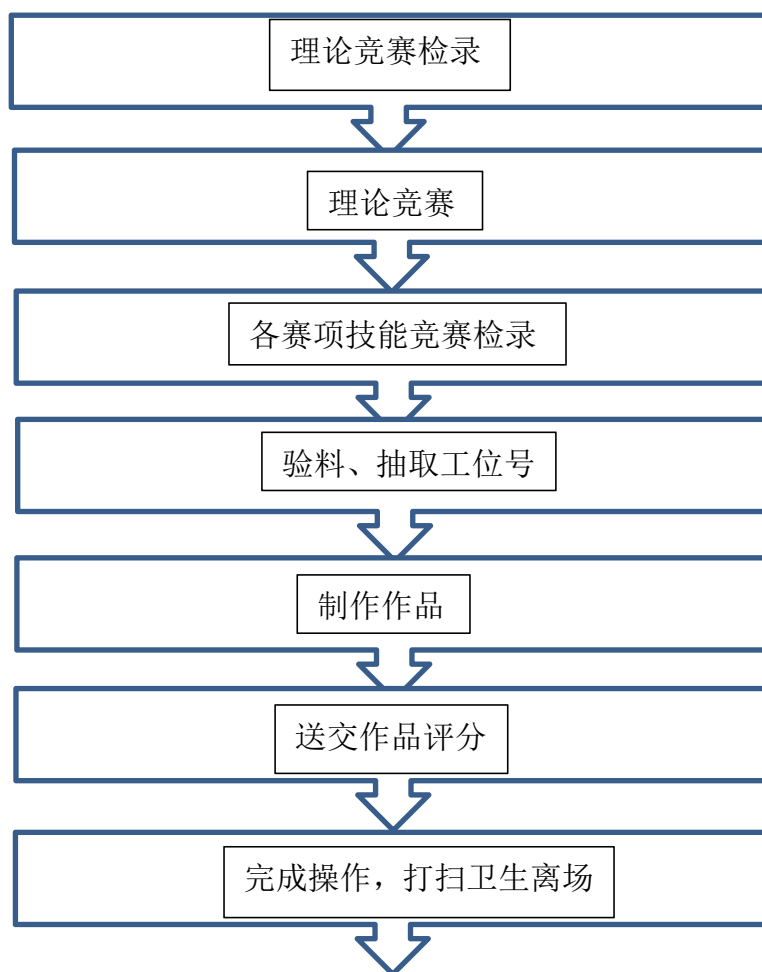 理论竞赛检录
理论竞赛
各赛项技能竞赛检录
验料、抽取工位号
制作作品
送交作品评分
完成操作，打扫卫生离场